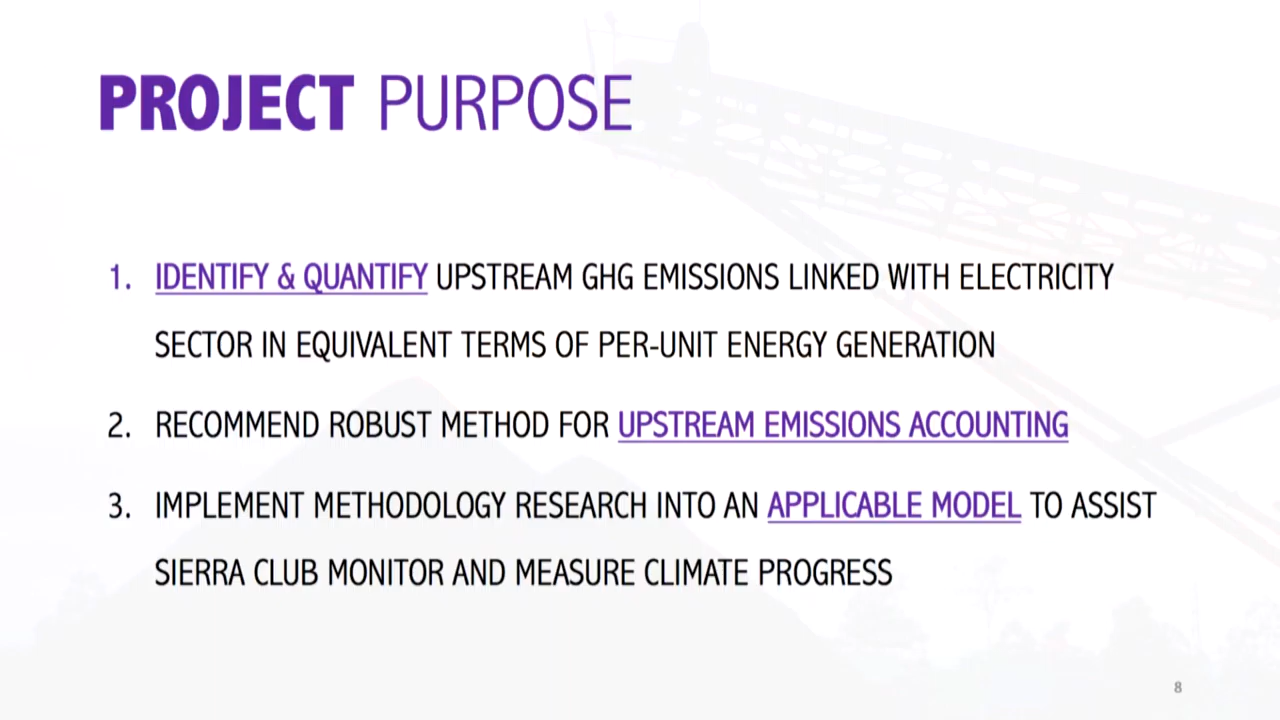 PROJECT PURPOSE
1. IDENTIFY & QUANTIFY UPSTREAM GHG EMISSIONS LINKED WITH ELECTRICITY
SECTOR IN EQUIVALENT TERMS OF PER-UNIT ENERGY GENERATION
2. RECOMMEND ROBUST METHOD FOR UPSTREAM EMISSIONS ACCOUNTING
3. IMPLEMENT METHODOLOGY RESEARCH INTO AN APPLICABLE MODEL TO ASSIST
SIERRA CLUB MONITOR AND MEASURE CLIMATE PROGRESS
8